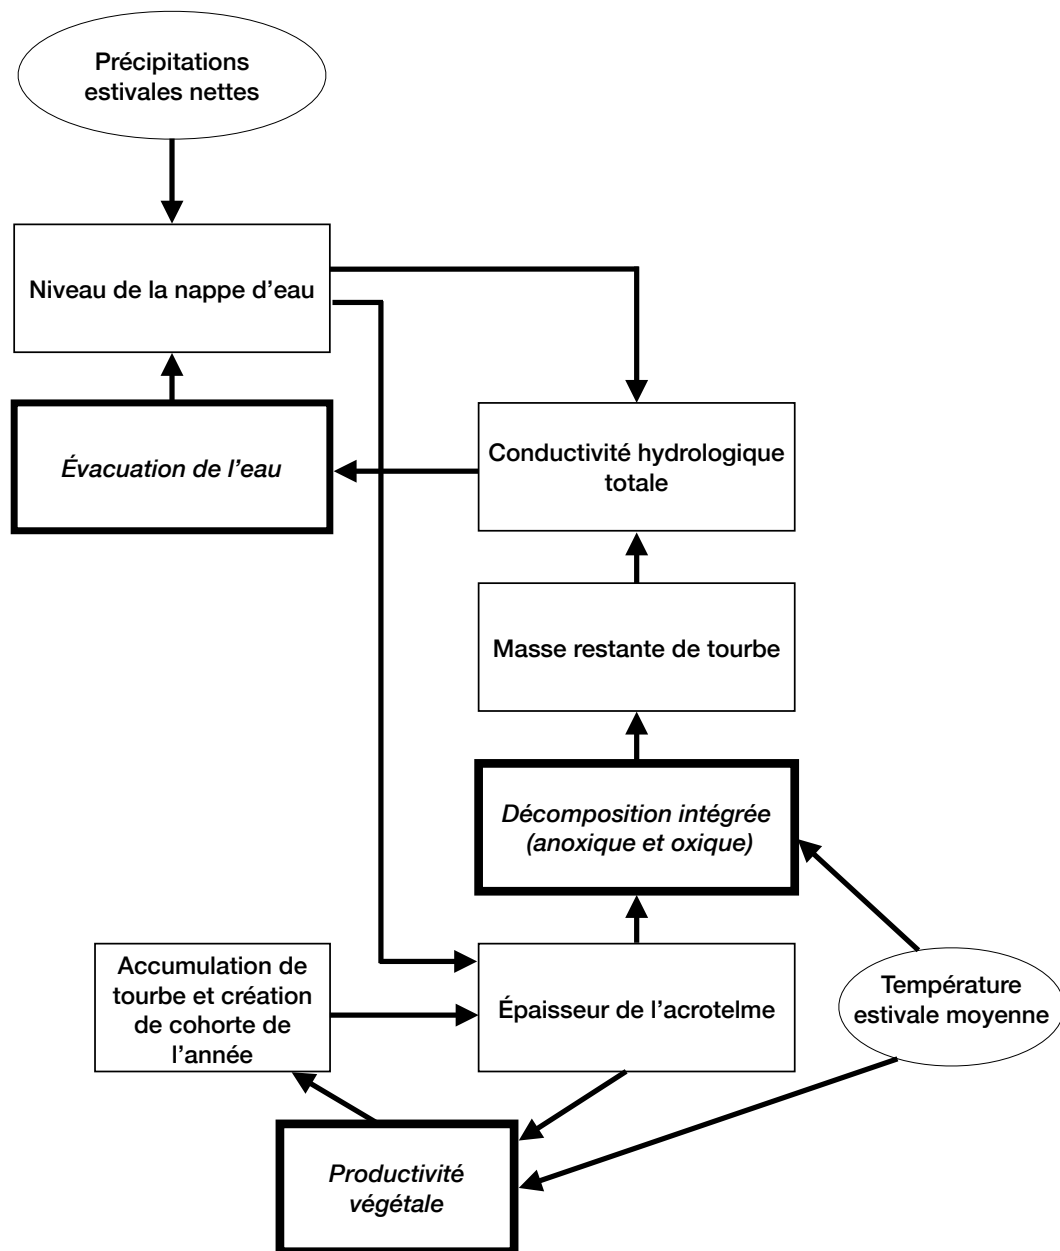 Précipitations
estivales nettes
Niveau de la nappe d'eau
Évacuation de l'eau
Conductivité hydrologique
totale
Masse restante de tourbe
Décomposition intégrée
(anoxique et oxique)
Accumulation de
tourbe et création
de cohorte de
l'année
Épaisseur de l'acrotelme
Température
estivale moyenne
Productivité
végétale